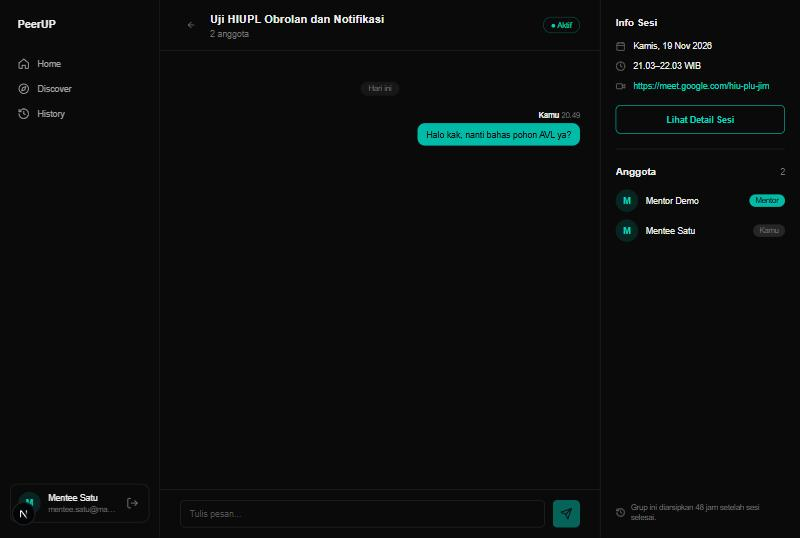 PeerUP
Home
Discover
History
M
Mentee Satu
mentee.satu@ma...
N
Uji HIUPL Obrolan dan Notifikasi
2 anggota
Aktif
Hari ini
Kamu 20.49
Halo kak, nanti bahas pohon AVL ya?
Tulis pesan...
Info Sesi
Kamis, 19 Nov 2026
21.03–22.03 WIB
https://meet.google.com/hiu-plu-jim
Lihat Detail Sesi
Anggota 2
M Mentor Demo Mentor
M Mentee Satu Kamu
Grup ini diarsipkan 48 jam setelah sesi
selesai.